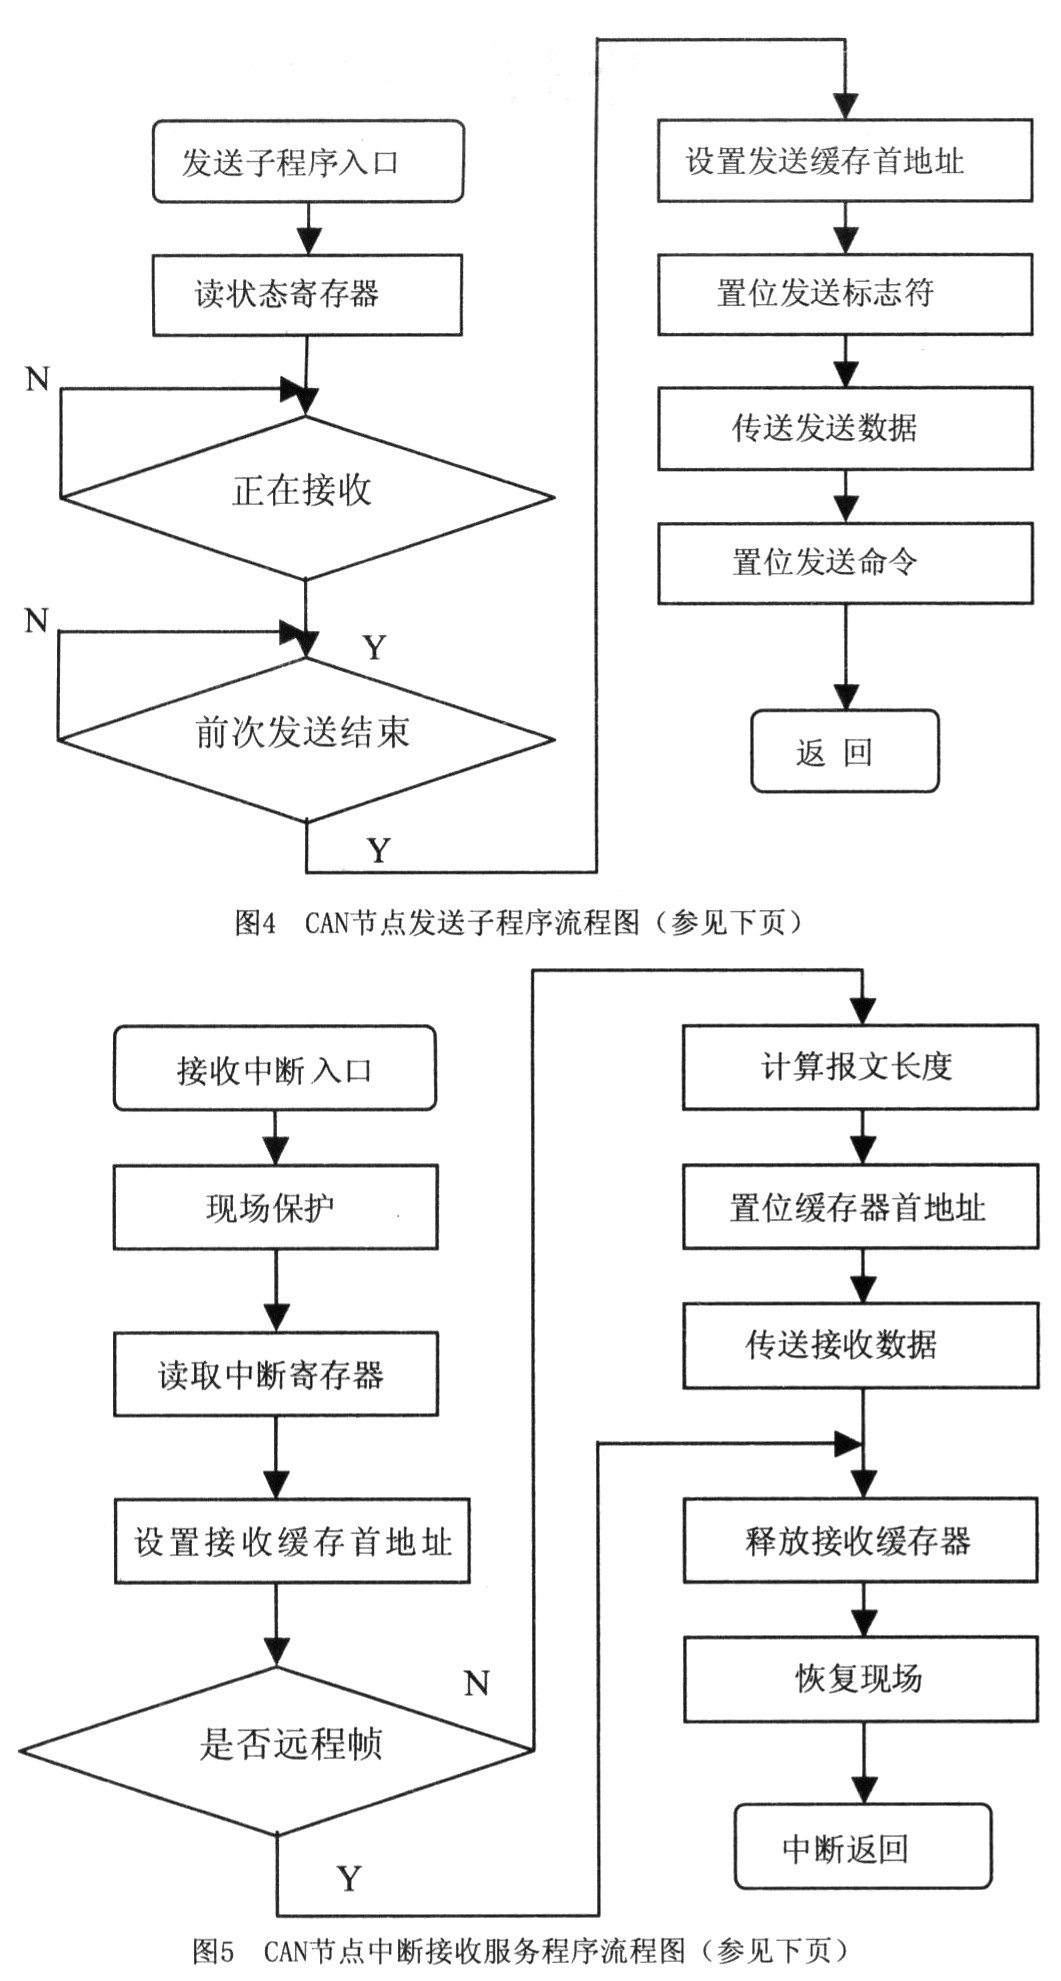 发送子程序入口
读状态寄存器
N
正在接收
N
Y
前次发送结束
Y
设置发送缓存首地址
置位发送标志符
传送发送数据
置位发送命令
返 回
图4 CAN节点发送子程序流程图（参见下页）
接收中断入口
现场保护
读取中断寄存器
设置接收缓存首地址
N
是否远程帧
Y
计算报文长度
置位缓存器首地址
传送接收数据
释放接收缓存器
恢复现场
中断返回
图5 CAN节点中断接收服务程序流程图（参见下页）